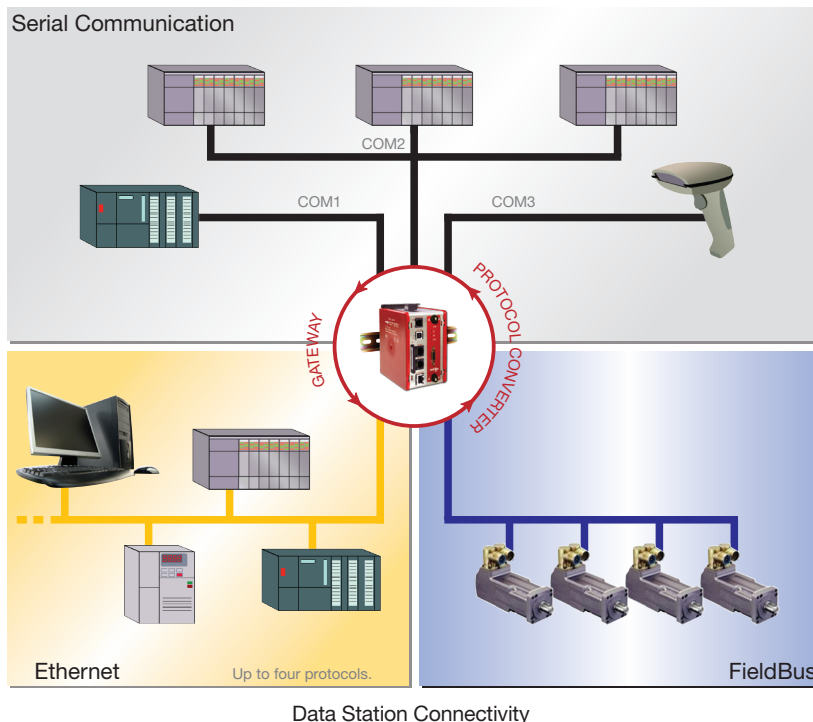 Serial Communication
COM2
COM1
COM3
GATEWAY
PROTOCOL CONVERTER
Ethernet
Up to four protocols.
FieldBus
Data Station Connectivity